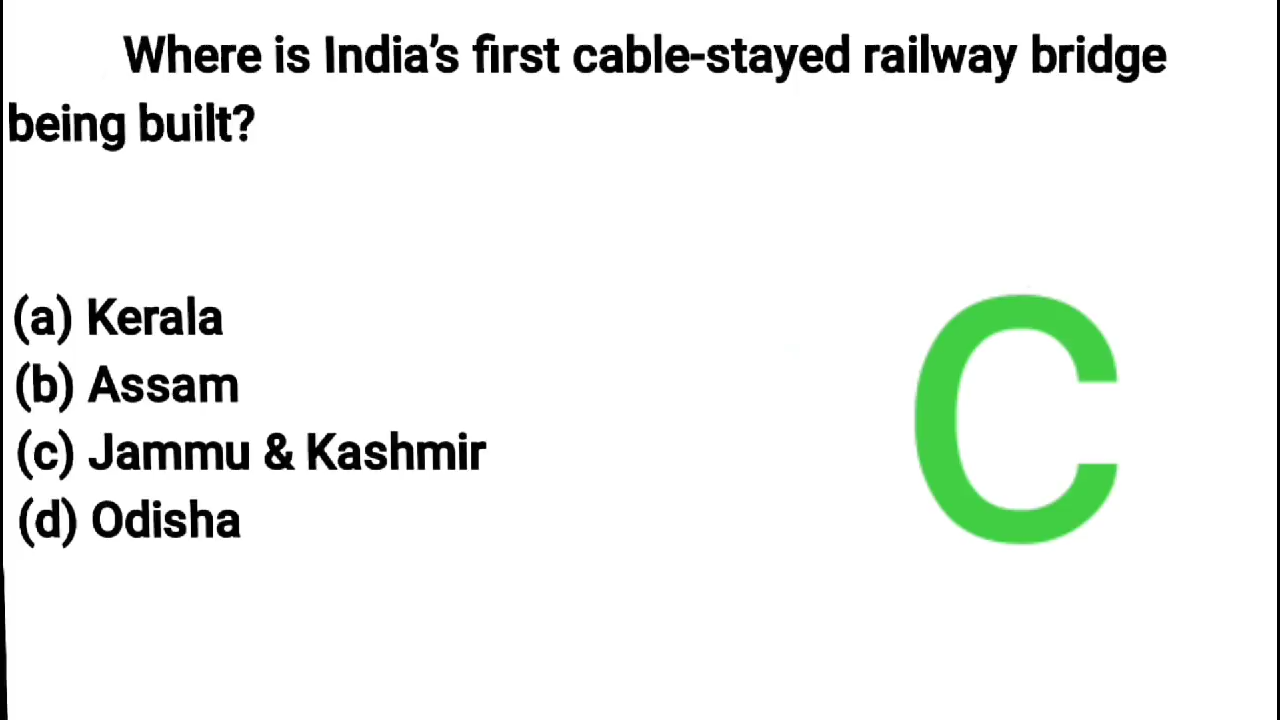 Where is India's first cable-stayed railway bridge
being built?
(a) Kerala
(b) Assam
(c) Jammu & Kashmir
(d) Odisha
C